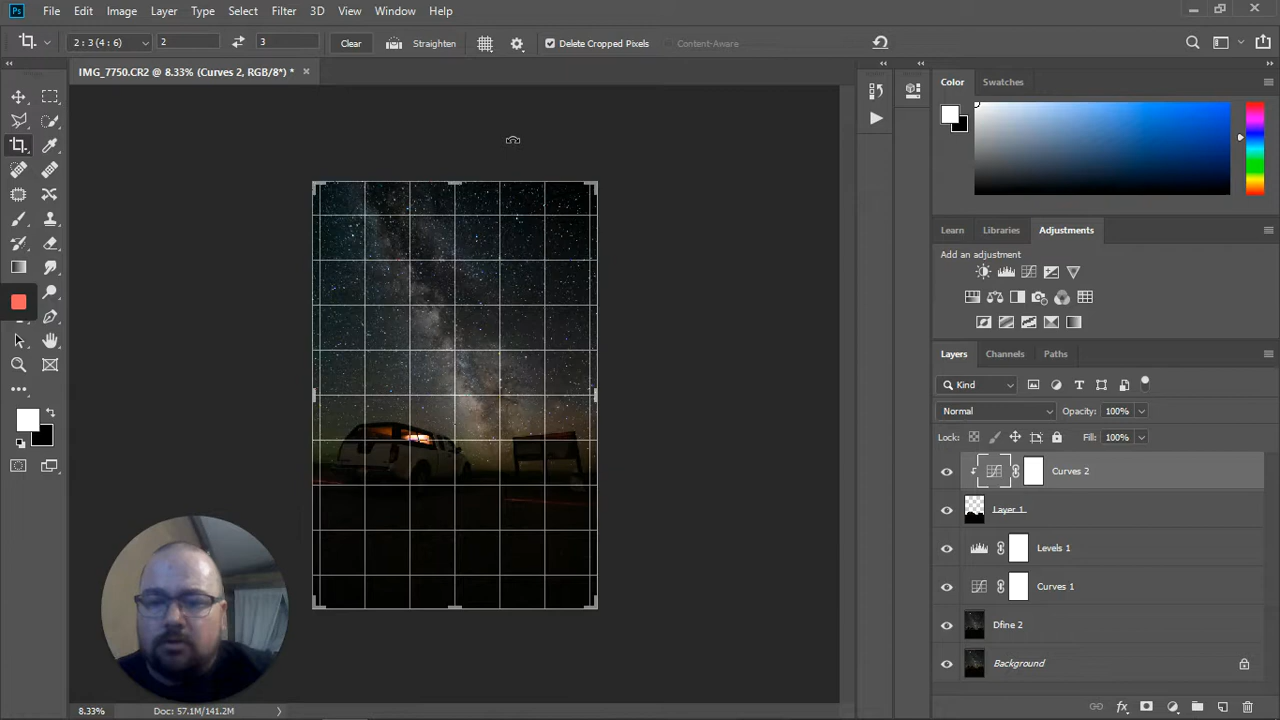 Ps File Edit Image Layer Type Select Filter 3D View Window Help
2 : 3 (4 : 6) 2 3 Clear Straighten Delete Cropped Pixels Content-Aware
IMG_7750.CR2 @ 8.33% (Curves 2, RGB/8*) *
Color Swatches
Learn Libraries Adjustments
Add an adjustment
Layers Channels Paths
Kind
Normal Opacity: 100%
Lock: Fill: 100%
Curves 2
Layer 1
Levels 1
Curves 1
Dfine 2
Background
8.33% Doc: 57.1M/141.2M